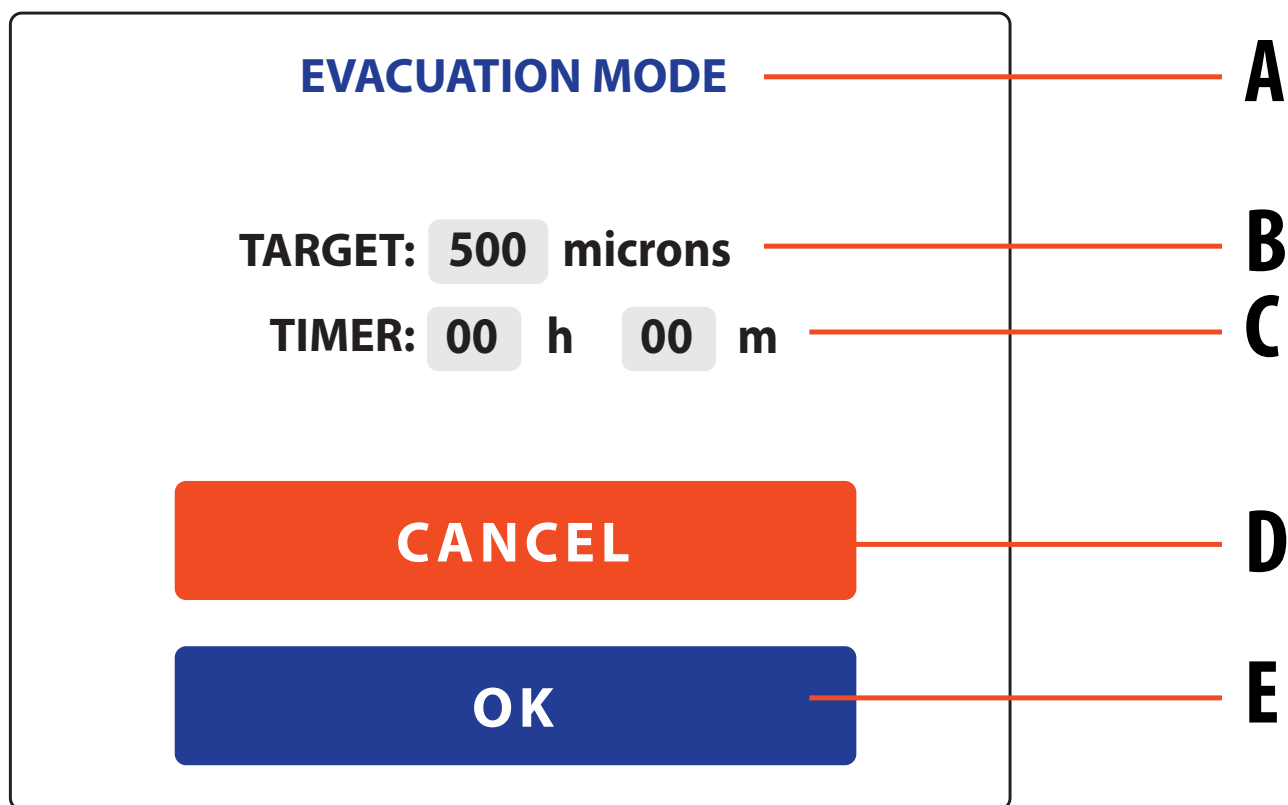 EVACUATION MODE A
TARGET: 500 microns B
TIMER: 00 h 00 m C
CANCEL D
OK E